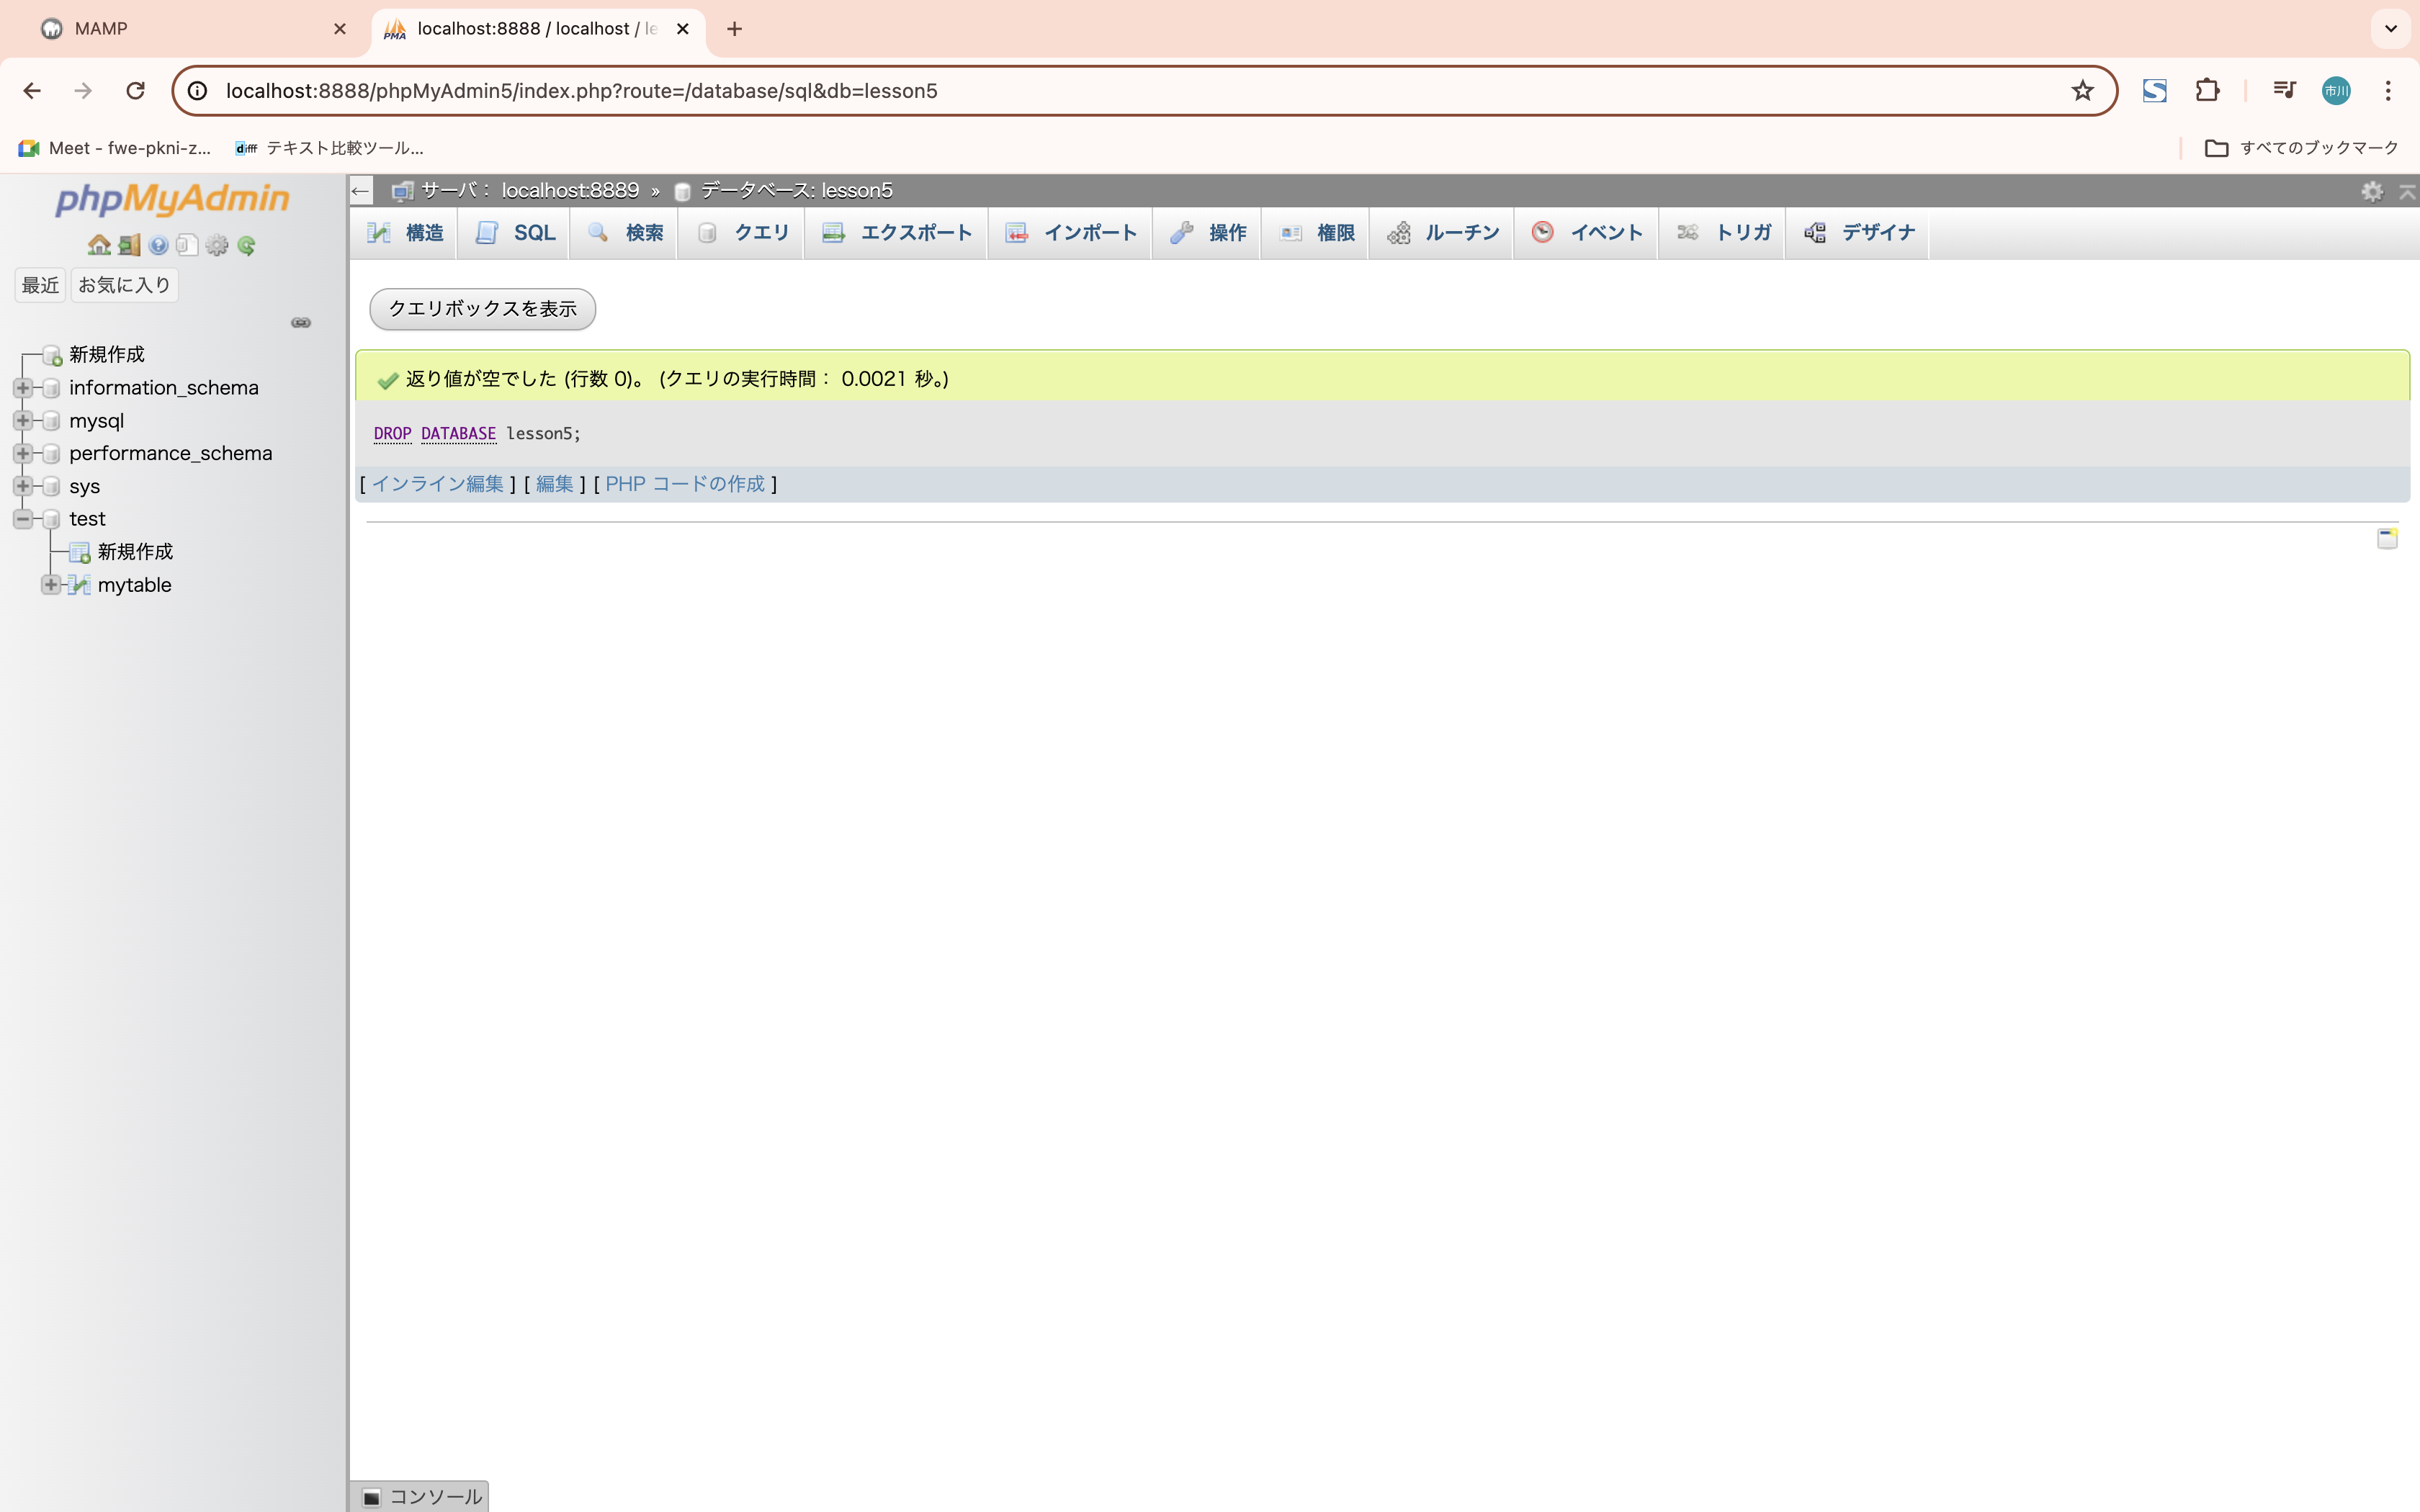 MAMP
localhost:8888 / localhost / le
localhost:8888/phpMyAdmin5/index.php?route=/database/sql&db=lesson5
市川
Meet - fwe-pkni-z...
diff テキスト比較ツール...
すべてのブックマーク
phpMyAdmin
最近 お気に入り
新規作成
information_schema
mysql
performance_schema
sys
test
新規作成
mytable
サーバ: localhost:8889 » データベース: lesson5
構造 SQL 検索 クエリ エクスポート インポート 操作 権限 ルーチン イベント トリガ デザイナ
クエリボックスを表示
返り値が空でした (行数 0)。 (クエリの実行時間: 0.0021 秒。)
DROP DATABASE lesson5;
[ インライン編集 ] [ 編集 ] [ PHP コードの作成 ]
コンソール